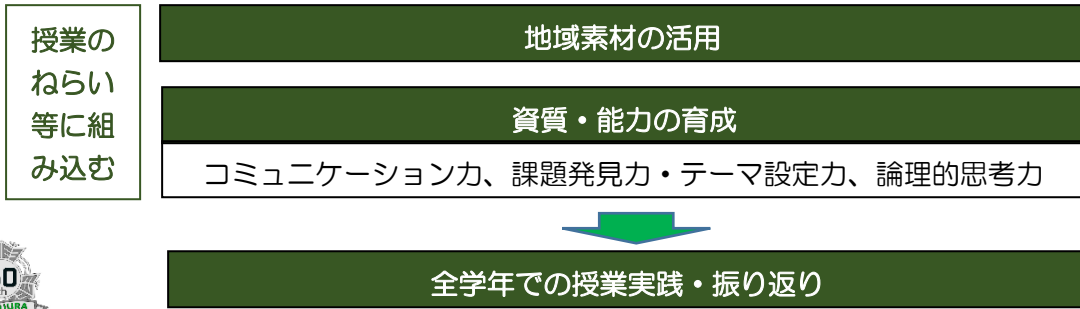 授業の
ねらい
等に組
み込む
地域素材の活用
資質・能力の育成
コミュニケーション力、課題発見力・テーマ設定力、論理的思考力
全学年での授業実践・振り返り